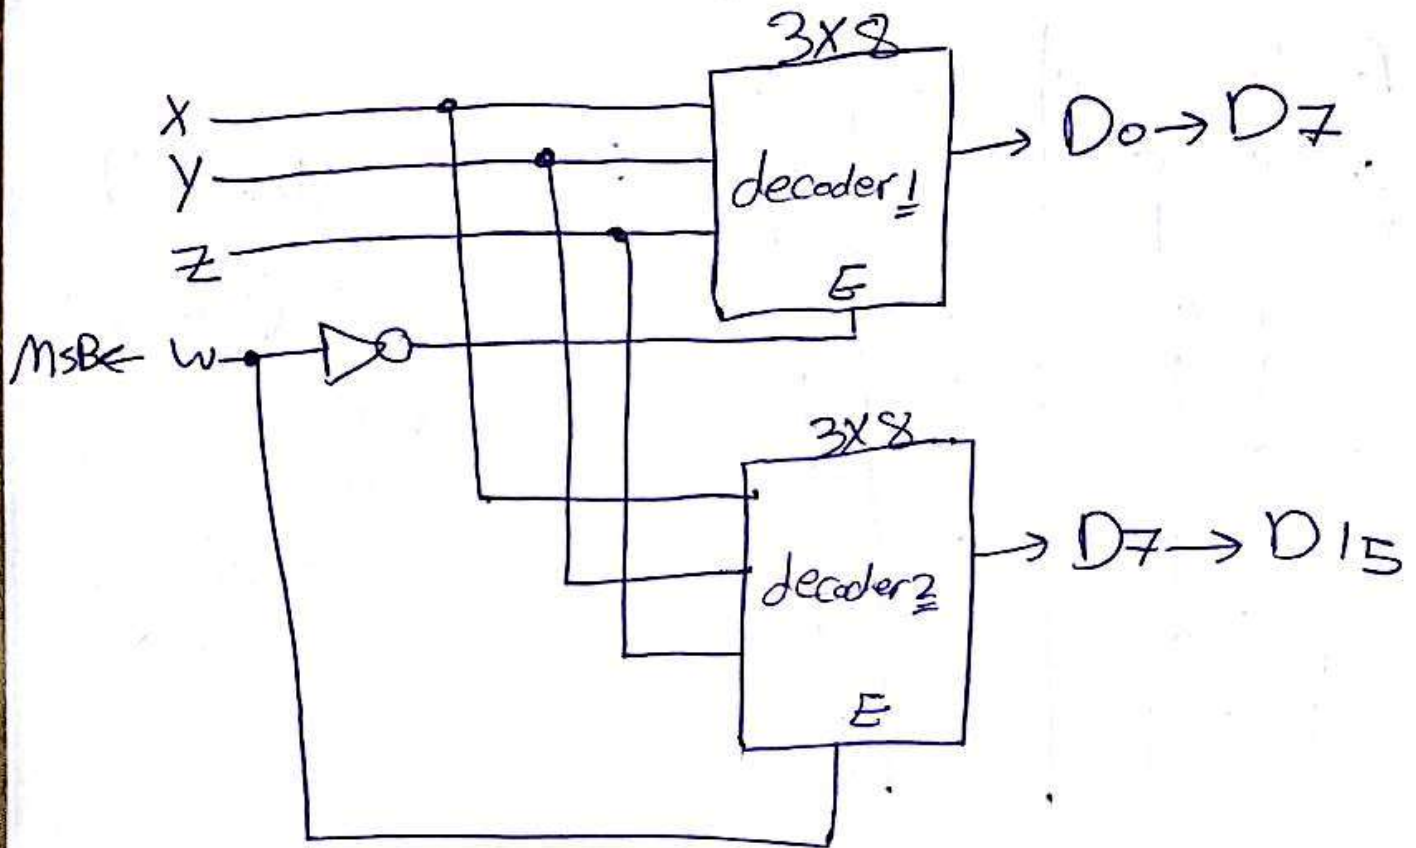 3X8
X
Y
Z
decoder1
D0→D7
E
MSB← W
3X8
decoder2
D7→D15
E